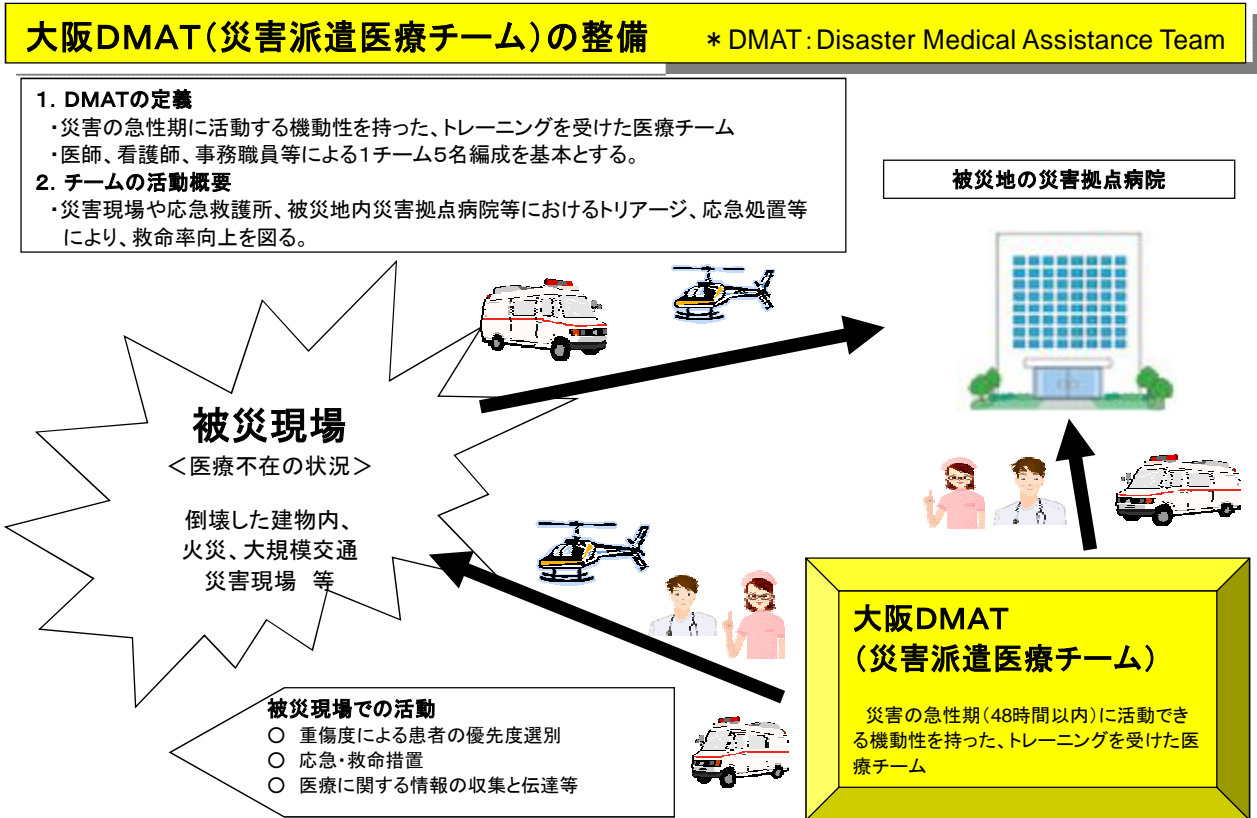 大阪DMAT(災害派遣医療チーム)の整備 *DMAT:Disaster Medical Assistance Team
1.DMATの定義
・災害の急性期に活動する機動性を持った、トレーニングを受けた医療チーム
・医師、看護師、事務職員等による1チーム5名編成を基本とする。
2.チームの活動概要
・災害現場や応急救護所、被災地内災害拠点病院等におけるトリアージ、応急処置等
により、救命率向上を図る。
被災地の災害拠点病院
被災現場
<医療不在の状況>
倒壊した建物内、
火災、大規模交通
災害現場 等
大阪DMAT
(災害派遣医療チーム)
災害の急性期(48時間以内)に活動でき
る機動性を持った、トレーニングを受けた医
療チーム
被災現場での活動
○ 重傷度による患者の優先度選別
○ 応急・救命措置
○ 医療に関する情報の収集と伝達等